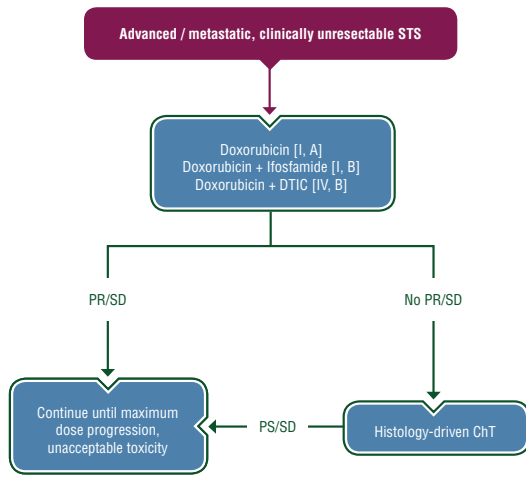 Advanced / metastatic, clinically unresectable STS
Doxorubicin [I, A]
Doxorubicin + Ifosfamide [I, B]
Doxorubicin + DTIC [IV, B]
PR/SD
No PR/SD
Continue until maximum
dose progression,
unacceptable toxicity
PS/SD
Histology-driven ChT